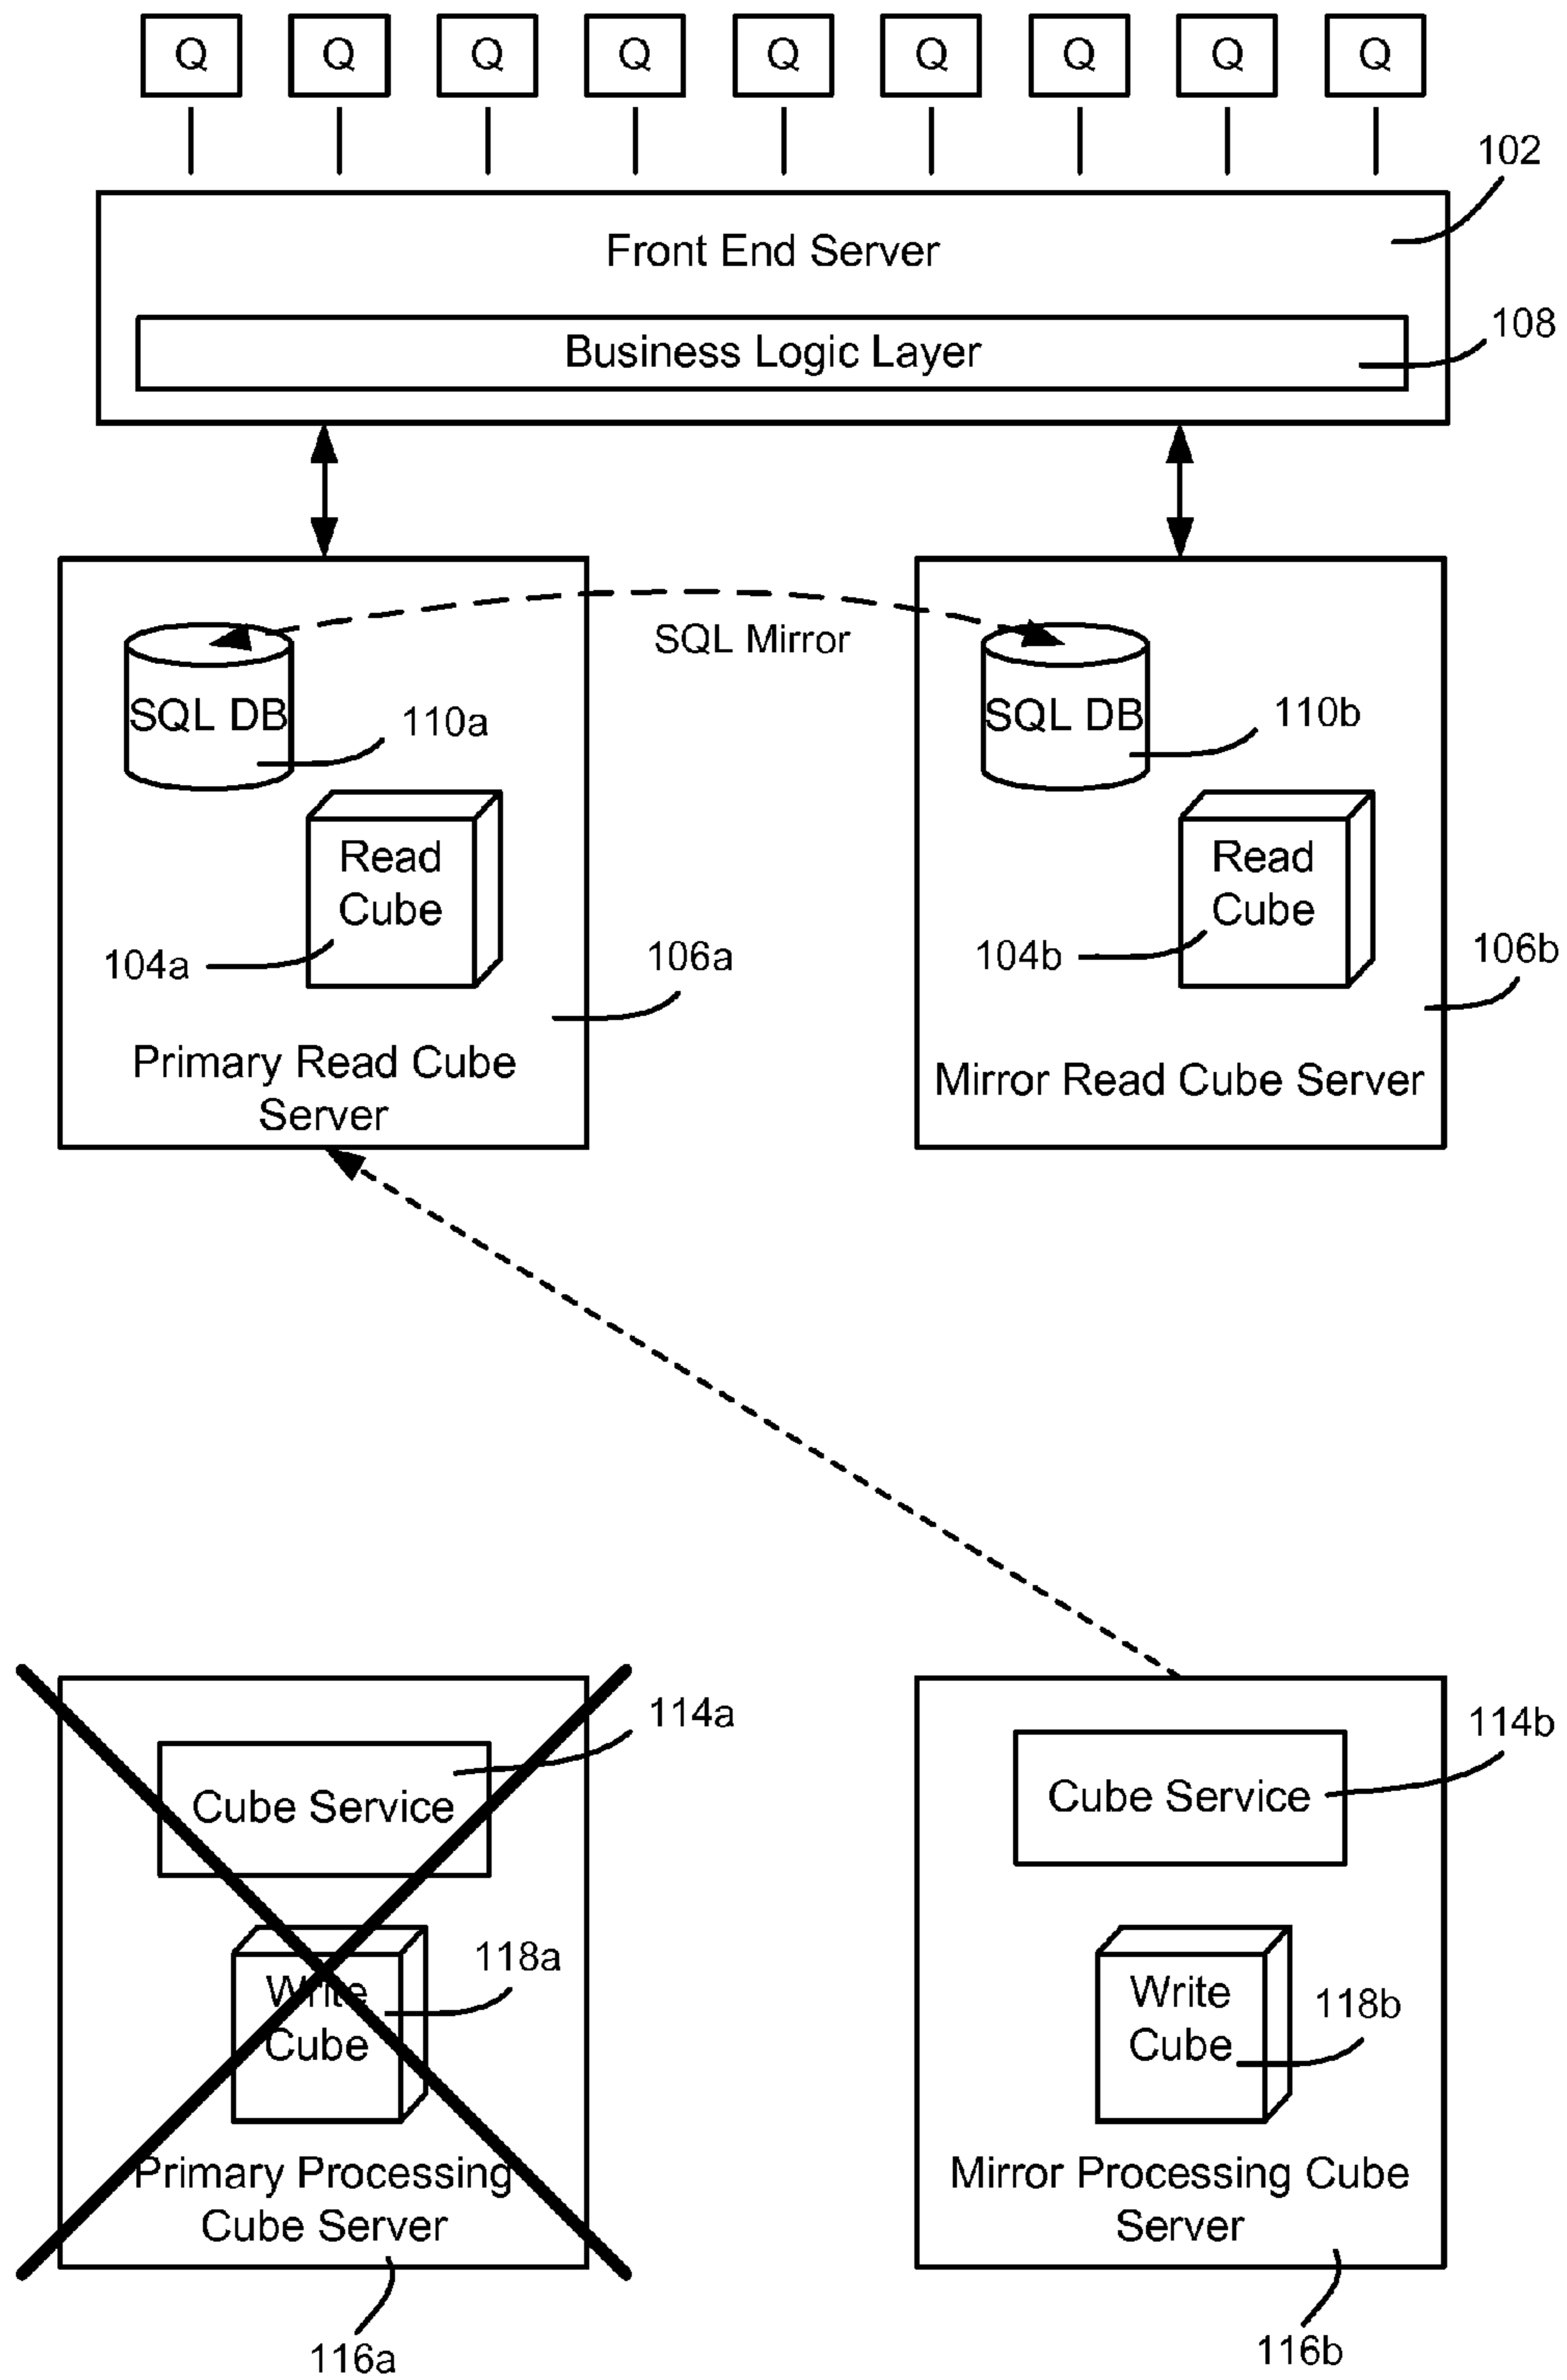 Q Q Q Q Q Q Q Q Q
102
Front End Server
108
Business Logic Layer
SQL Mirror
SQL DB
110a
SQL DB
110b
Read
Cube
104a
106a
Read
Cube
104b
106b
Primary Read Cube
Server
Mirror Read Cube Server
114a
Cube Service
114b
Cube Service
118a
Write
Cube
Write
Cube
118b
Primary Processing
Cube Server
Mirror Processing Cube
Server
116a
116b